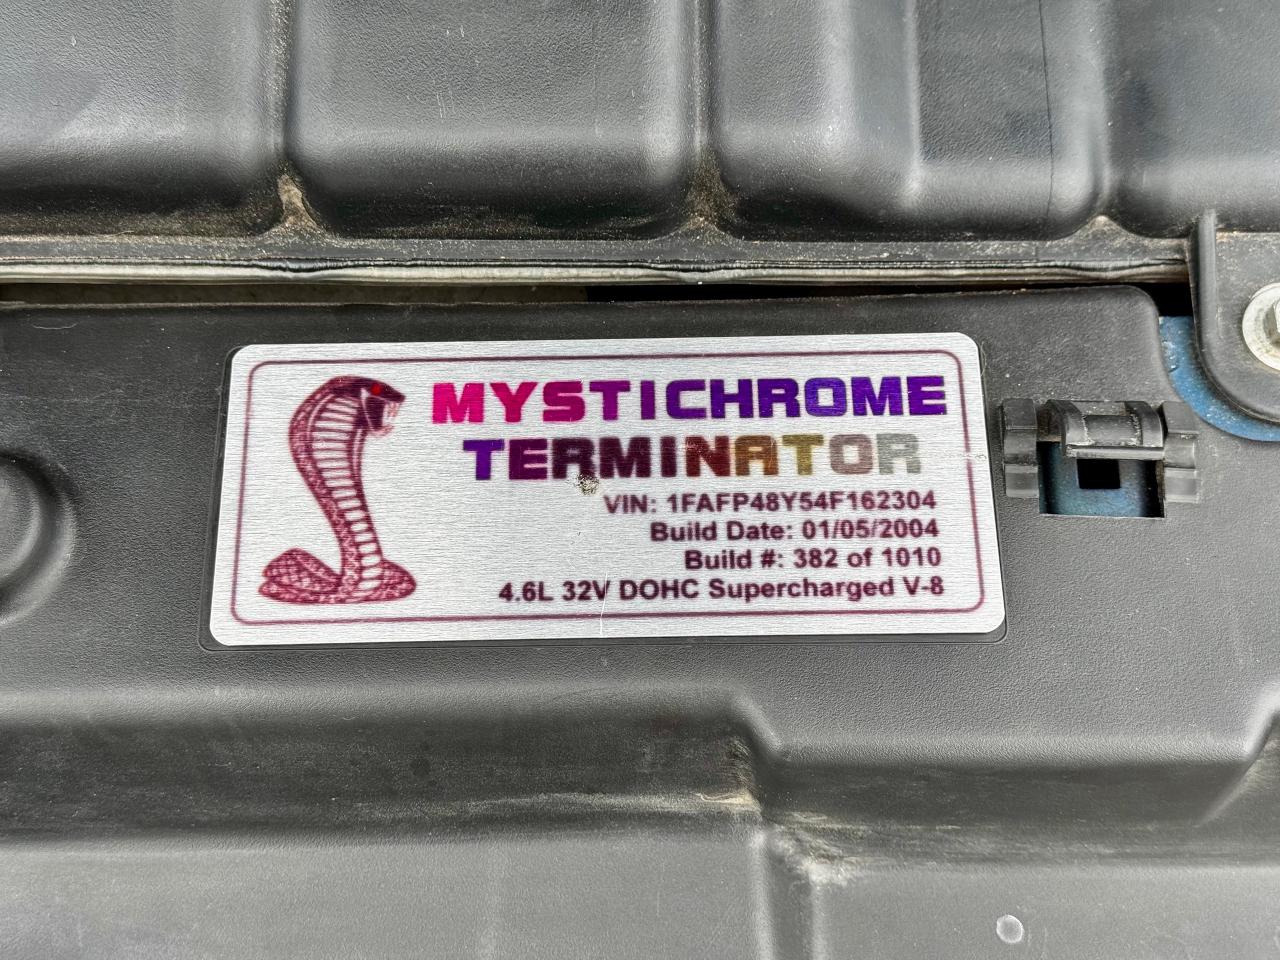 MYSTICHROME
TERMINATOR
VIN: 1FAFP48Y54F162304
Build Date: 01/05/2004
Build #: 382 of 1010
4.6L 32V DOHC Supercharged V-8